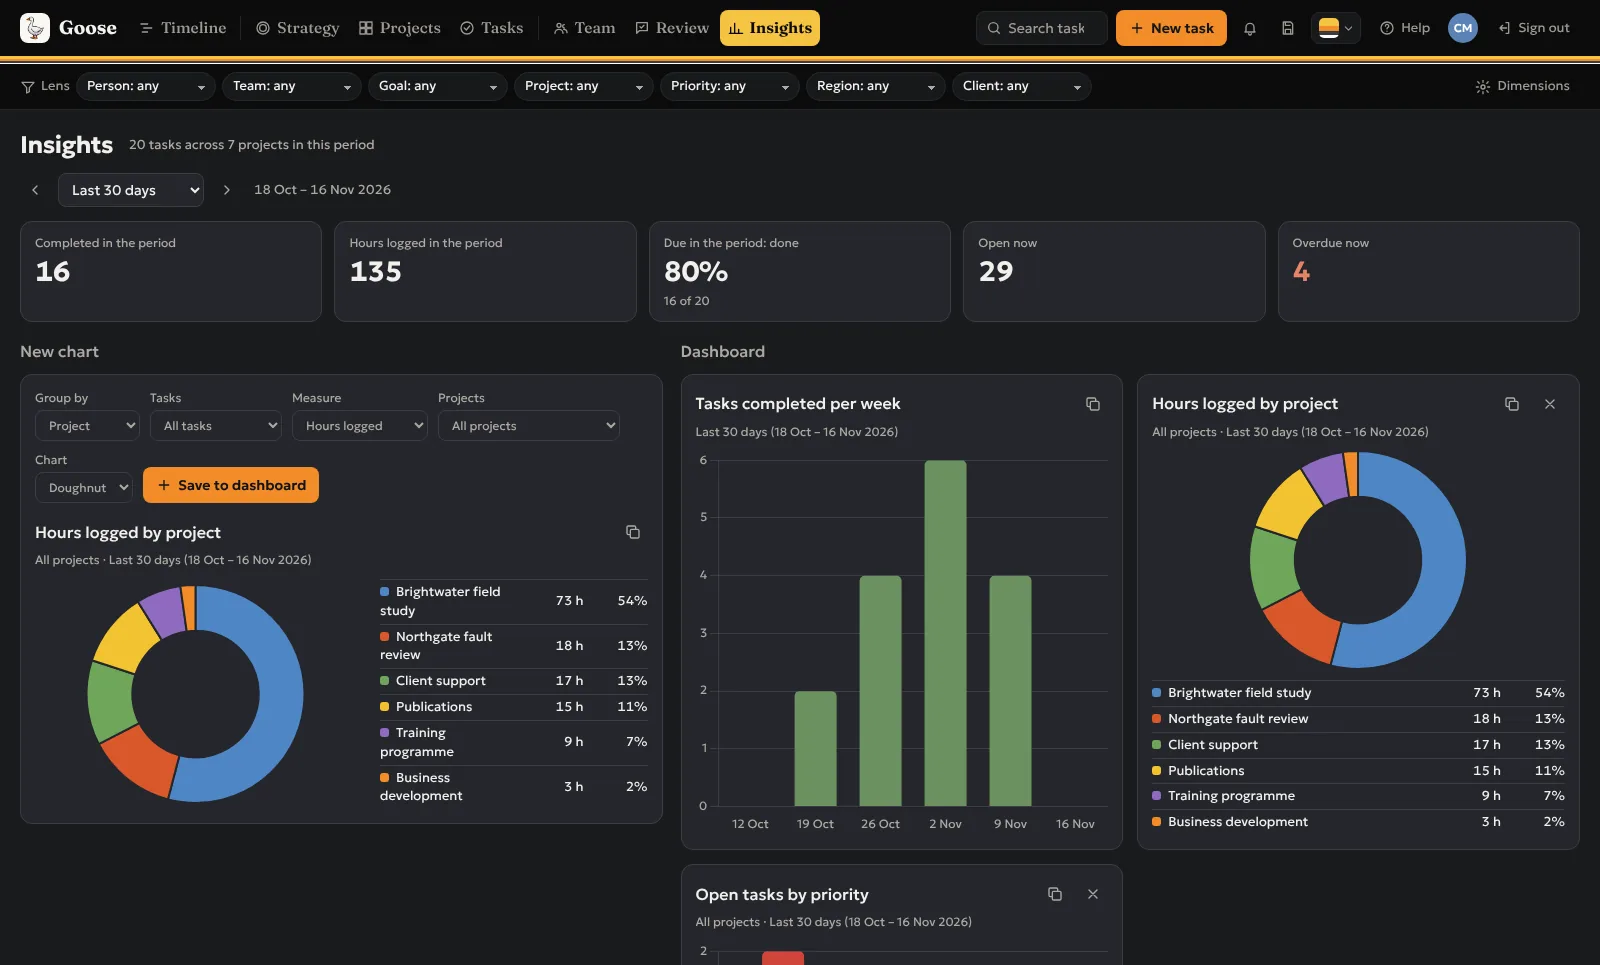 Goose Timeline Strategy Projects Tasks Team Review Insights Search task + New task Help CM Sign out
Lens Person: any Team: any Goal: any Project: any Priority: any Region: any Client: any Dimensions
Insights 20 tasks across 7 projects in this period
Last 30 days 18 Oct – 16 Nov 2026
Completed in the period
16
Hours logged in the period
135
Due in the period: done
80%
16 of 20
Open now
29
Overdue now
4
New chart
Group by Tasks Measure Projects
Project All tasks Hours logged All projects
Chart
Doughnut + Save to dashboard
Hours logged by project
All projects · Last 30 days (18 Oct – 16 Nov 2026)
Brightwater field
study 73 h 54%
Northgate fault
review 18 h 13%
Client support 17 h 13%
Publications 15 h 11%
Training
programme 9 h 7%
Business
development 3 h 2%
Dashboard
Tasks completed per week
Last 30 days (18 Oct – 16 Nov 2026)
6
5
4
3
2
1
0
12 Oct 19 Oct 26 Oct 2 Nov 9 Nov 16 Nov
Hours logged by project
All projects · Last 30 days (18 Oct – 16 Nov 2026)
Brightwater field study 73 h 54%
Northgate fault review 18 h 13%
Client support 17 h 13%
Publications 15 h 11%
Training programme 9 h 7%
Business development 3 h 2%
Open tasks by priority
All projects · Last 30 days (18 Oct – 16 Nov 2026)
2